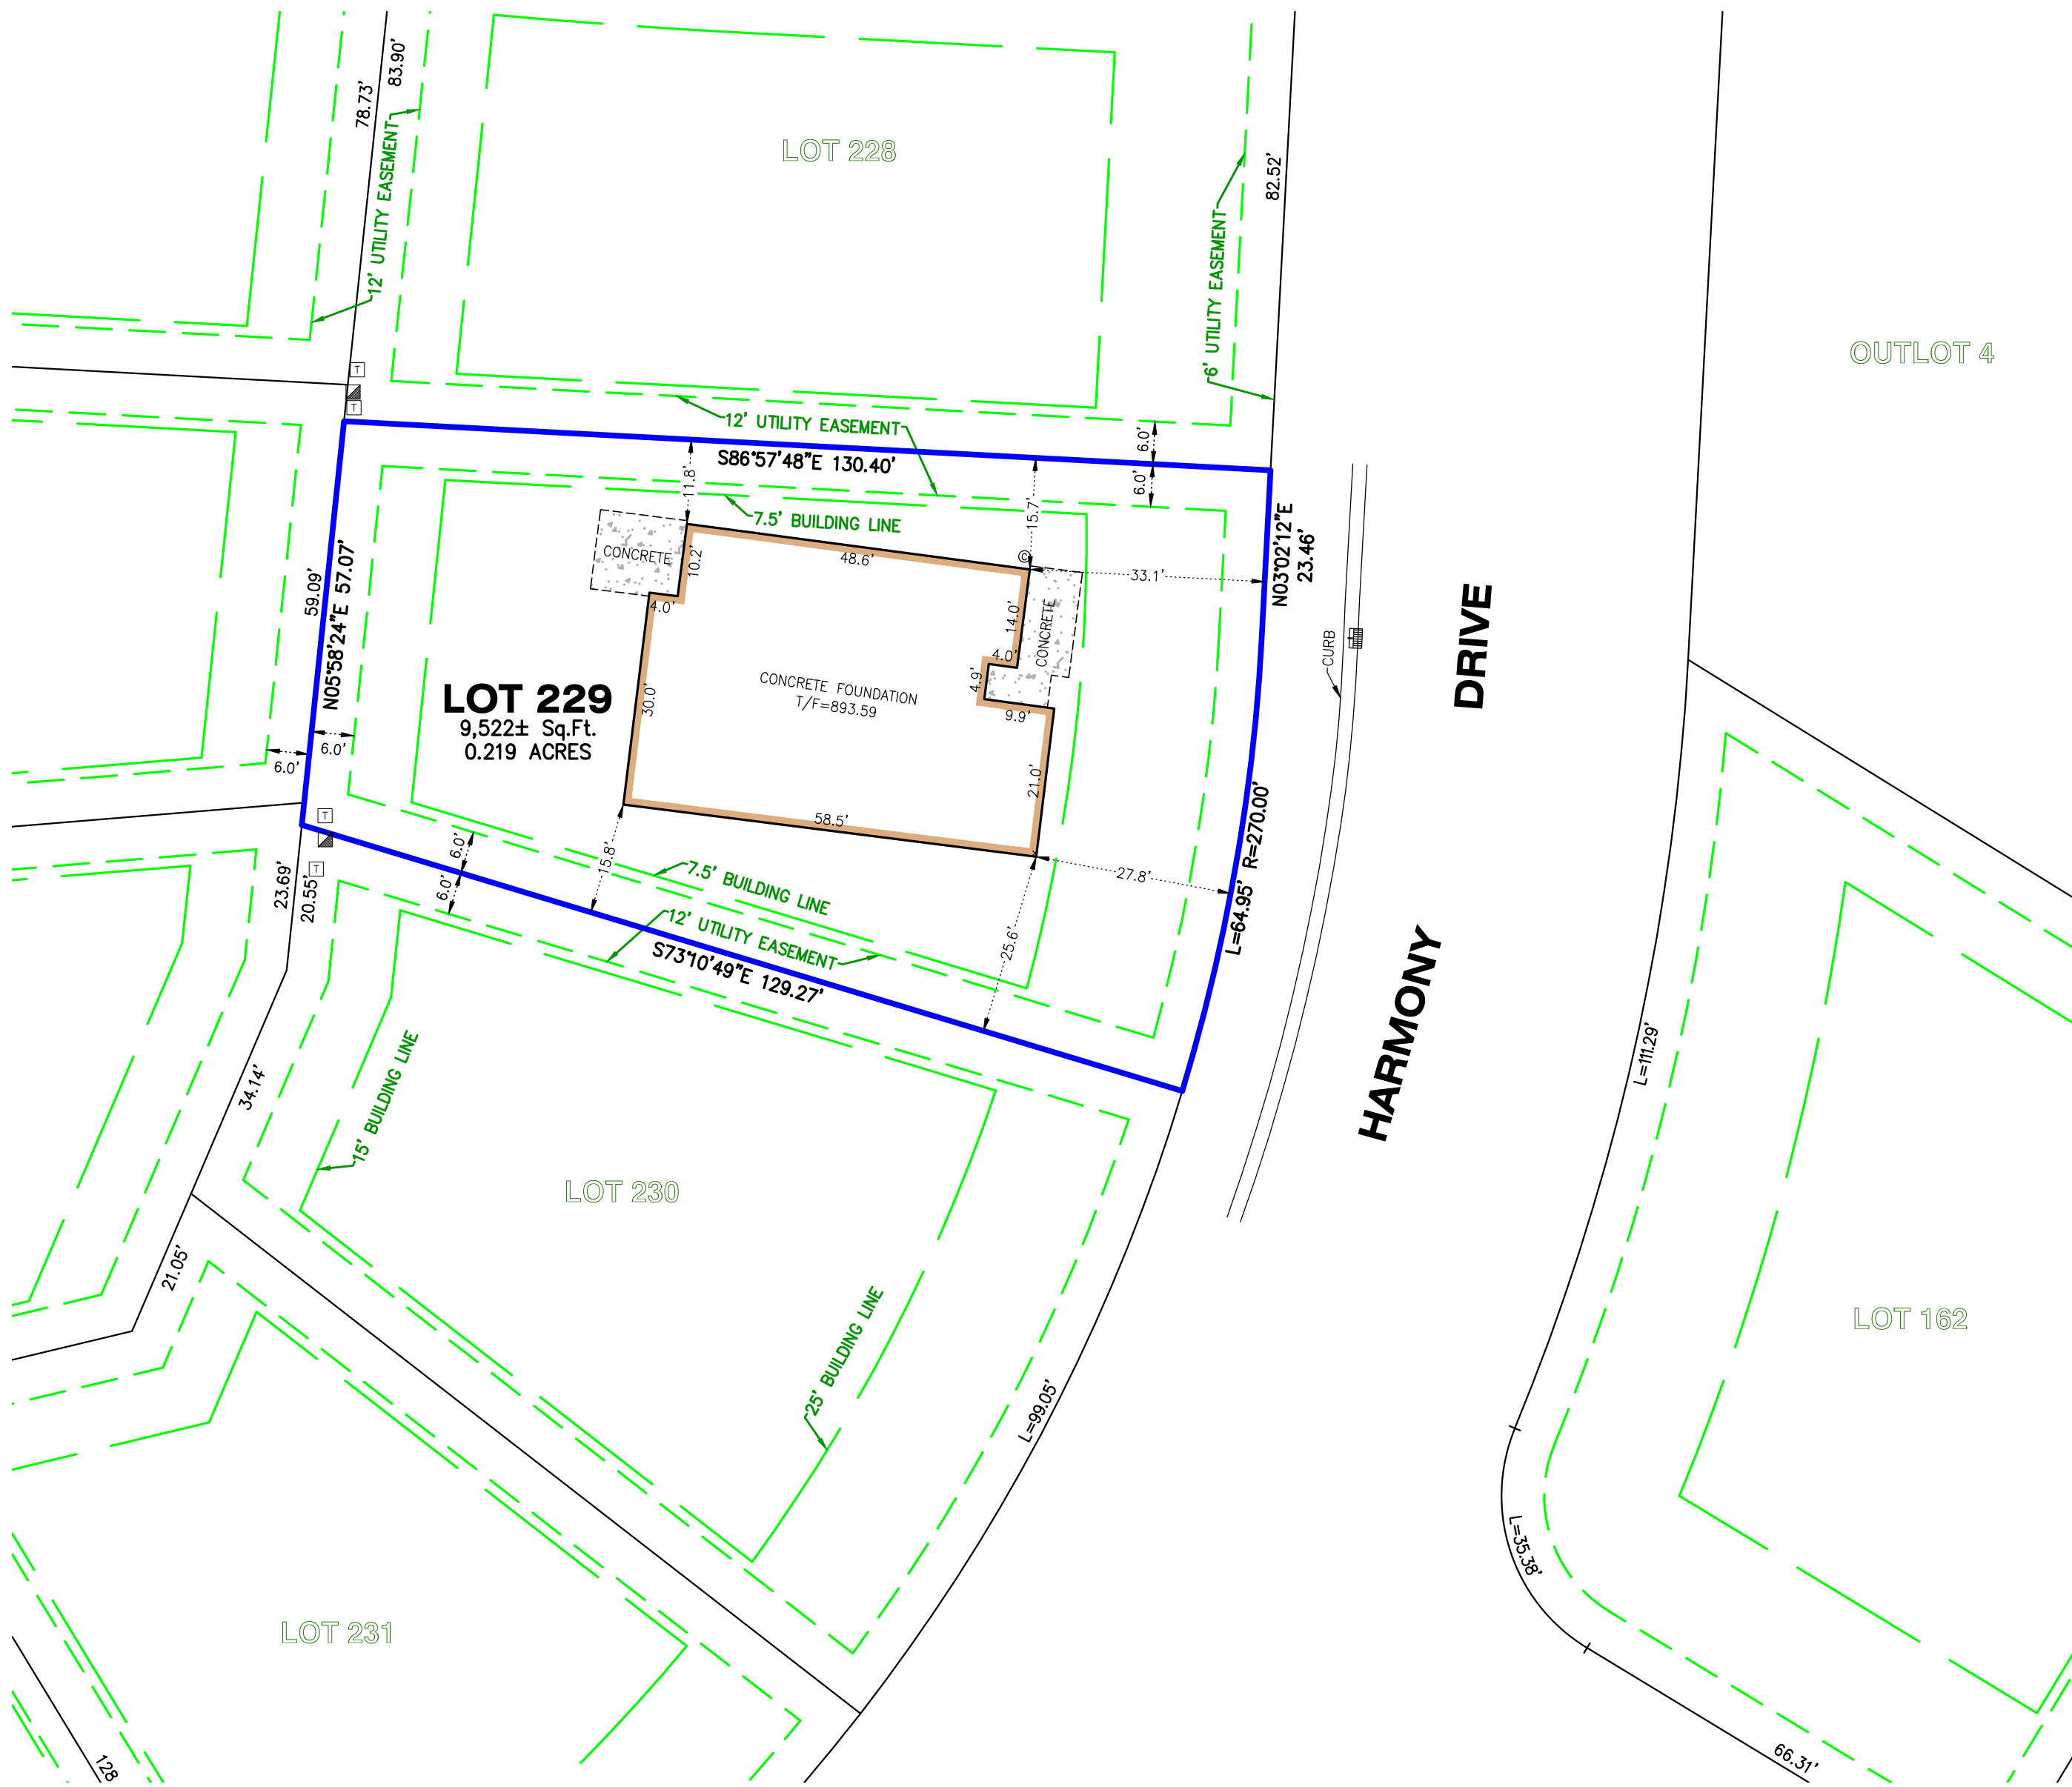 83.90'
78.73'
12' UTILITY EASEMENT
LOT 228
82.52'
6' UTILITY EASEMENT
OUTLOT 4
T
T
12' UTILITY EASEMENT
6.0'
6.0'
S86°57'48"E 130.40'
11.8'
15.7'
7.5' BUILDING LINE
N03°02'12"E
23.46'
CONCRETE
10.2'
48.6'
©
33.1'
4.0'
14.0'
CONCRETE
59.09'
N05°58'24"E 57.07'
CURB
DRIVE
4.0'
4.9'
9.9'
CONCRETE FOUNDATION
T/F=893.59
30.0'
LOT 229
9,522± Sq.Ft.
0.219 ACRES
6.0'
6.0'
21.0'
58.5'
T
T
6.0'
6.0'
15.8'
7.5' BUILDING LINE
12' UTILITY EASEMENT
S73°10'49"E 129.27'
27.8'
25.6'
L=64.95' R=270.00'
HARMONY
23.69'
20.55'
34.14'
15' BUILDING LINE
L=111.29'
LOT 230
21.05'
25' BUILDING LINE
L=99.05'
LOT 162
L=35.38'
LOT 231
128
66.31'